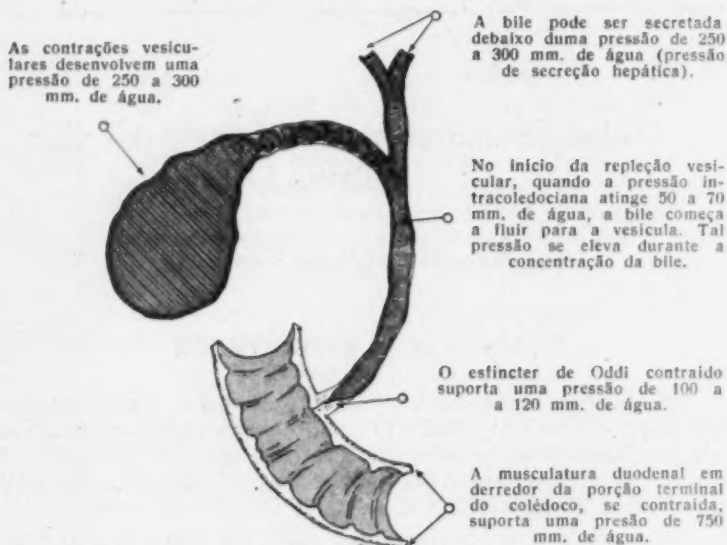 As contrações vesicu-
lares desenvolvem uma
pressão de 250 a 300
mm. de água.
A bile pode ser secretada
debaixo duma pressão de 250
a 300 mm. de água (pressão
de secreção hepática).
No início da repleção vesi-
cular, quando a pressão in-
tracoledociana atinge 50 a 70
mm. de água, a bile começa
a fluir para a vesícula. Tal
pressão se eleva durante a
concentração da bile.
O esfincter de Oddi contraído
suporta uma pressão de 100 a
a 120 mm. de água.
A musculatura duodenal em
derredor da porção terminal
do colédoco, se contraída,
suporta uma presão de 750
mm. de água.